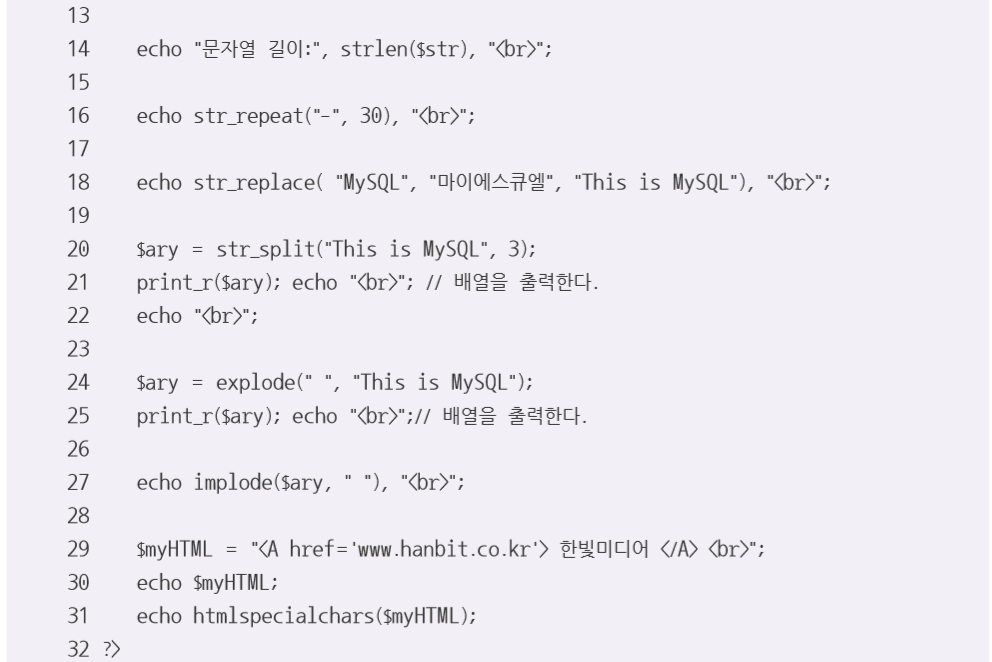 13
14 echo "문자열 길이:", strlen($str), "<br>";
15
16 echo str_repeat("-", 30), "<br>";
17
18 echo str_replace( "MySQL", "마이에스큐엘", "This is MySQL"), "<br>";
19
20 $ary = str_split("This is MySQL", 3);
21 print_r($ary); echo "<br>"; // 배열을 출력한다.
22 echo "<br>";
23
24 $ary = explode(" ", "This is MySQL");
25 print_r($ary); echo "<br>";// 배열을 출력한다.
26
27 echo implode($ary, " "), "<br>";
28
29 $myHTML = "<A href='www.hanbit.co.kr'> 한빛미디어 </A> <br>";
30 echo $myHTML;
31 echo htmlspecialchars($myHTML);
32 ?>